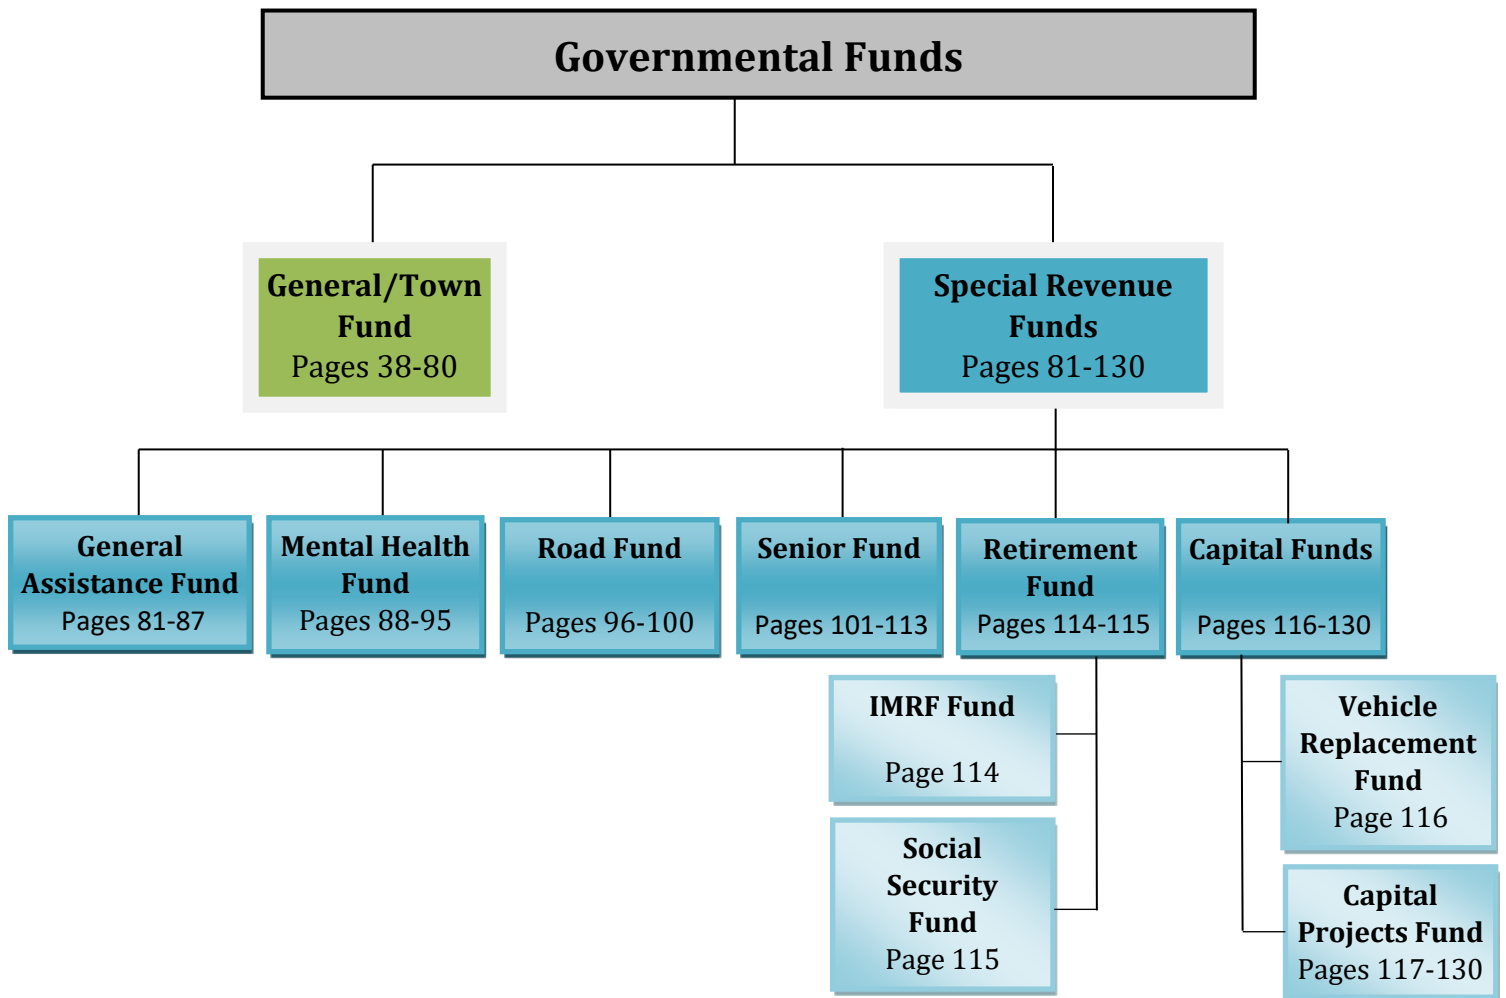 Governmental Funds
General/Town
Fund
Pages 38-80
Special Revenue
Funds
Pages 81-130
General
Assistance Fund
Pages 81-87
Mental Health
Fund
Pages 88-95
Road Fund
Pages 96-100
Senior Fund
Pages 101-113
Retirement
Fund
Pages 114-115
Capital Funds
Pages 116-130
IMRF Fund
Page 114
Social
Security
Fund
Page 115
Vehicle
Replacement
Fund
Page 116
Capital
Projects Fund
Pages 117-130